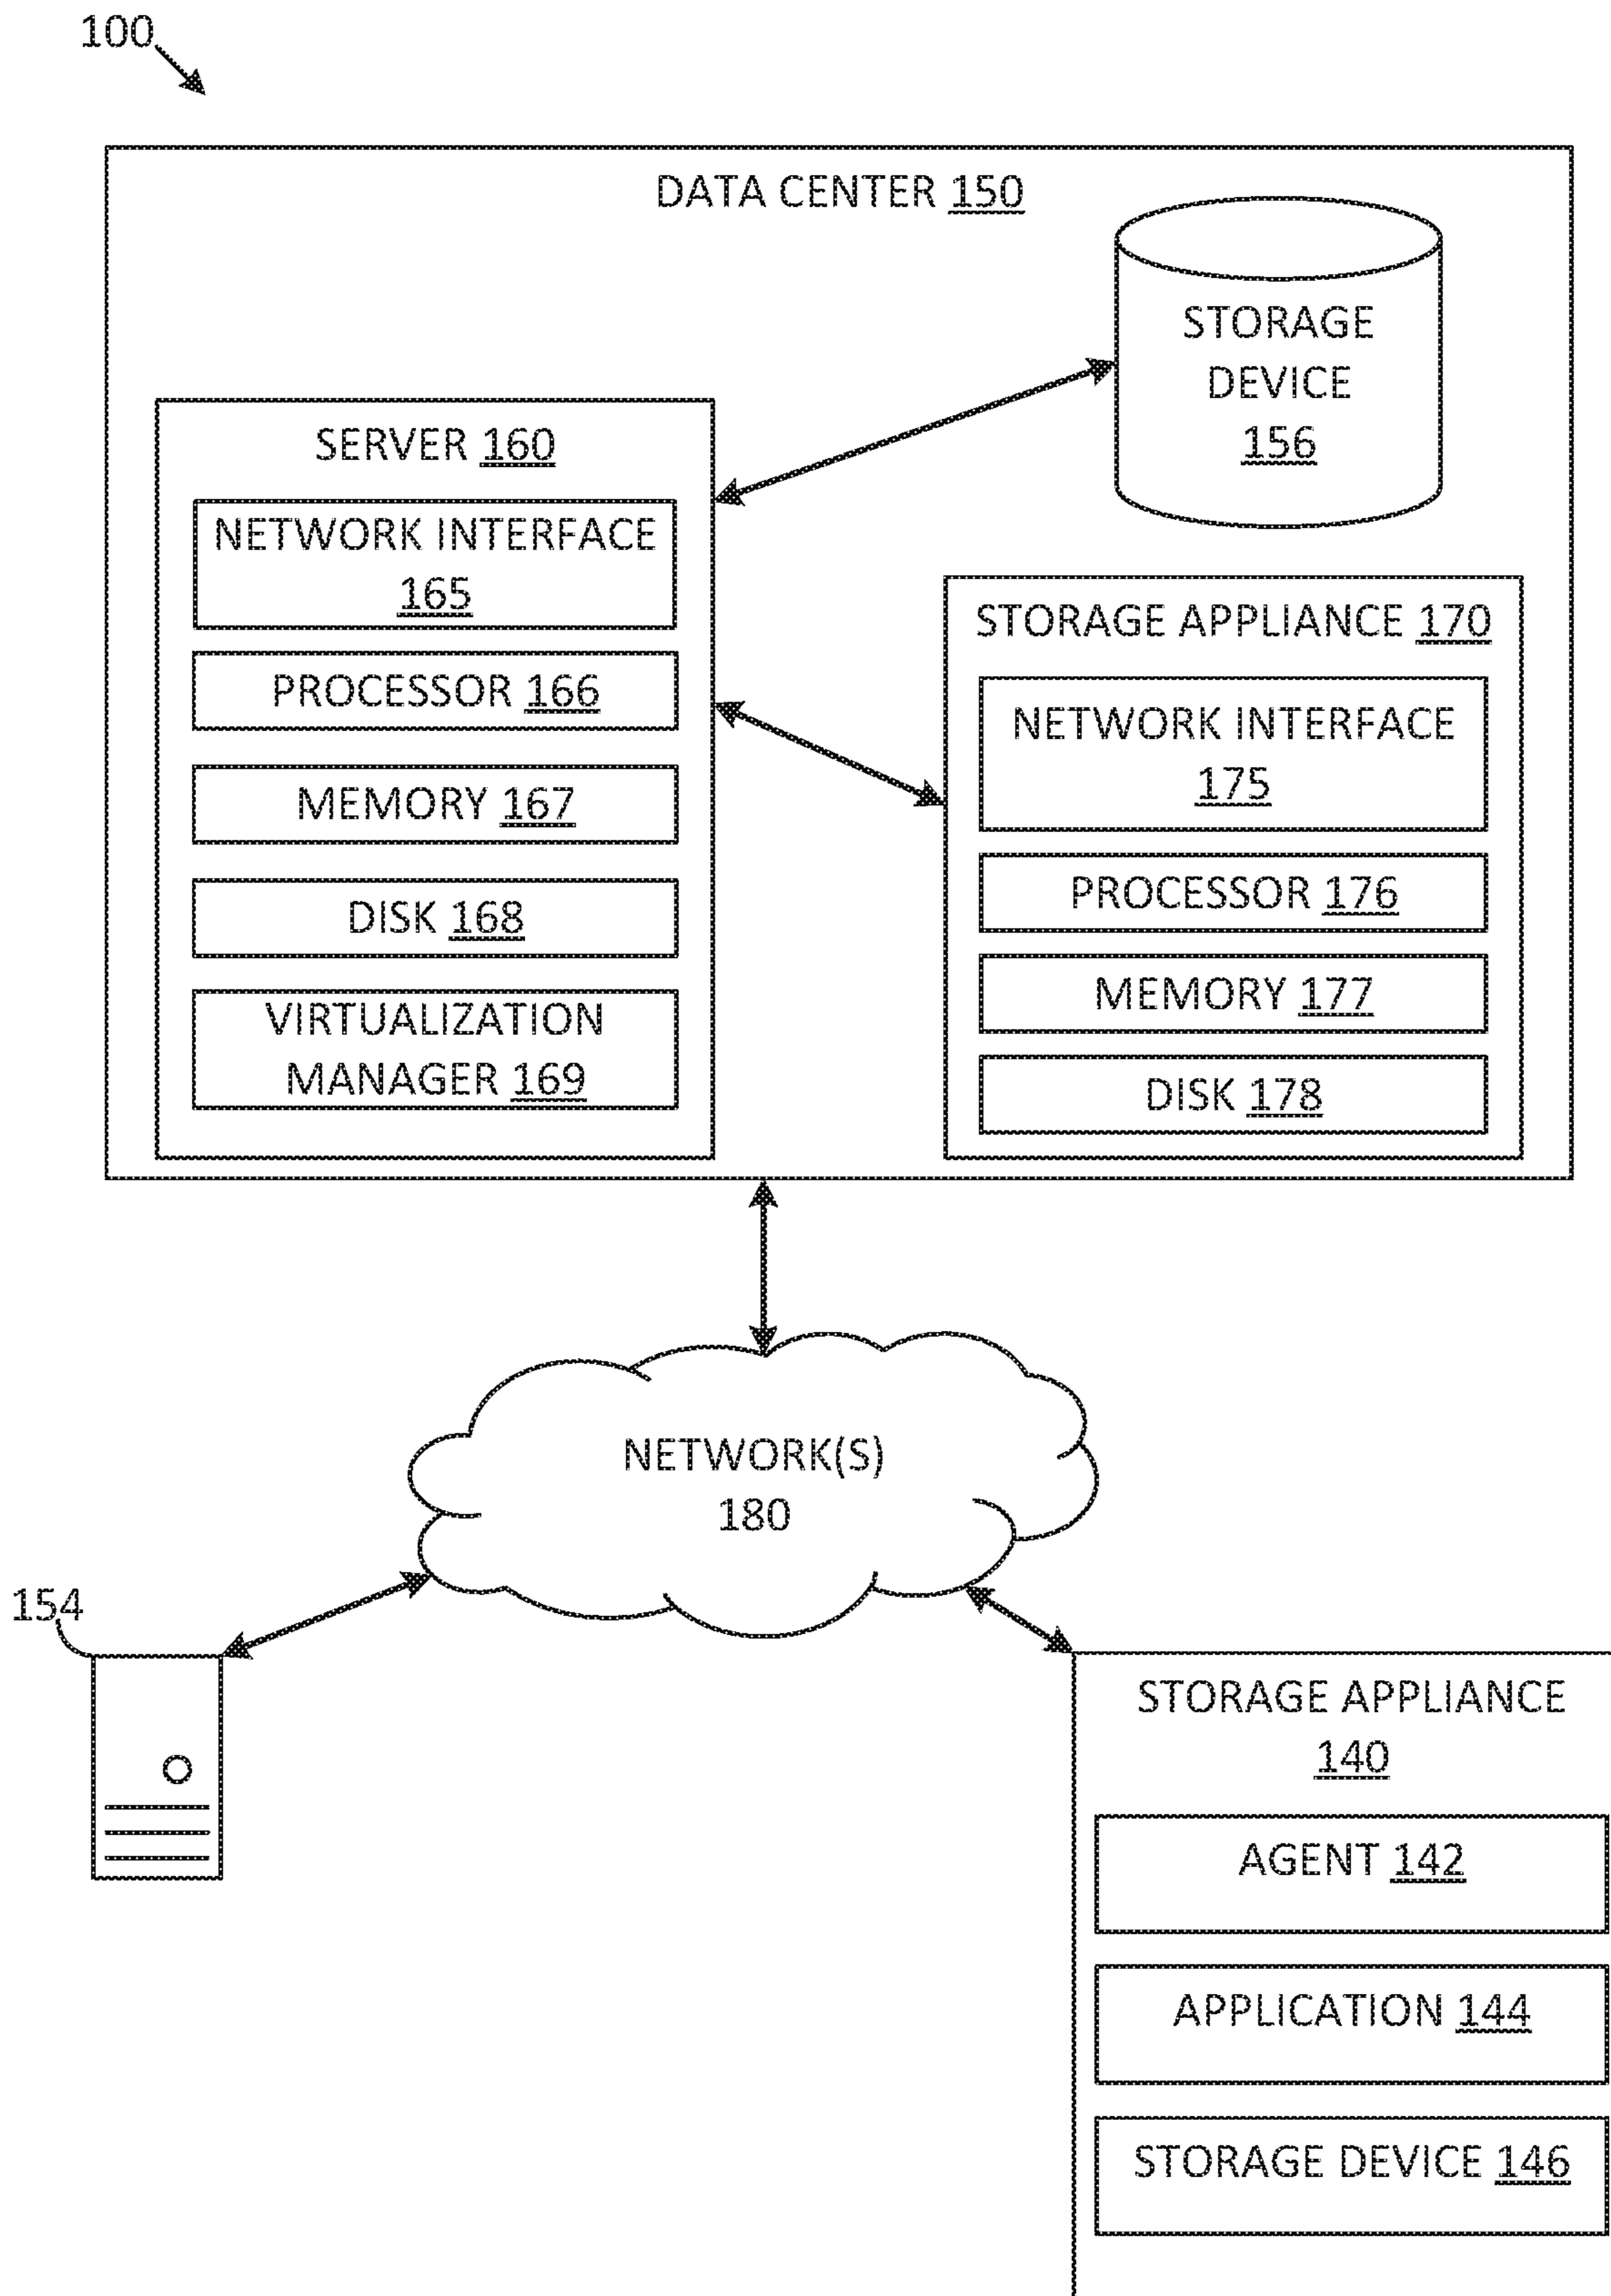 100
DATA CENTER 150
STORAGE
DEVICE
156
SERVER 160
NETWORK INTERFACE
165
PROCESSOR 166
MEMORY 167
DISK 168
VIRTUALIZATION
MANAGER 169
STORAGE APPLIANCE 170
NETWORK INTERFACE
175
PROCESSOR 176
MEMORY 177
DISK 178
NETWORK(S)
180
154
STORAGE APPLIANCE
140
AGENT 142
APPLICATION 144
STORAGE DEVICE 146